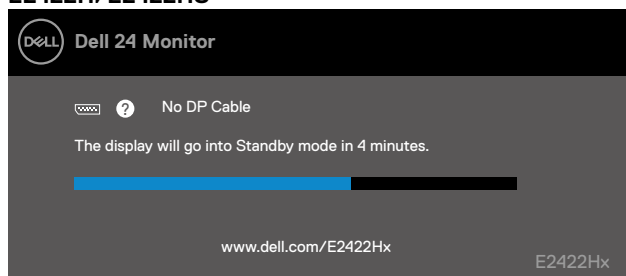 DELL Dell 24 Monitor
? No DP Cable
The display will go into Standby mode in 4 minutes.
www.dell.com/E2422Hx
E2422Hx